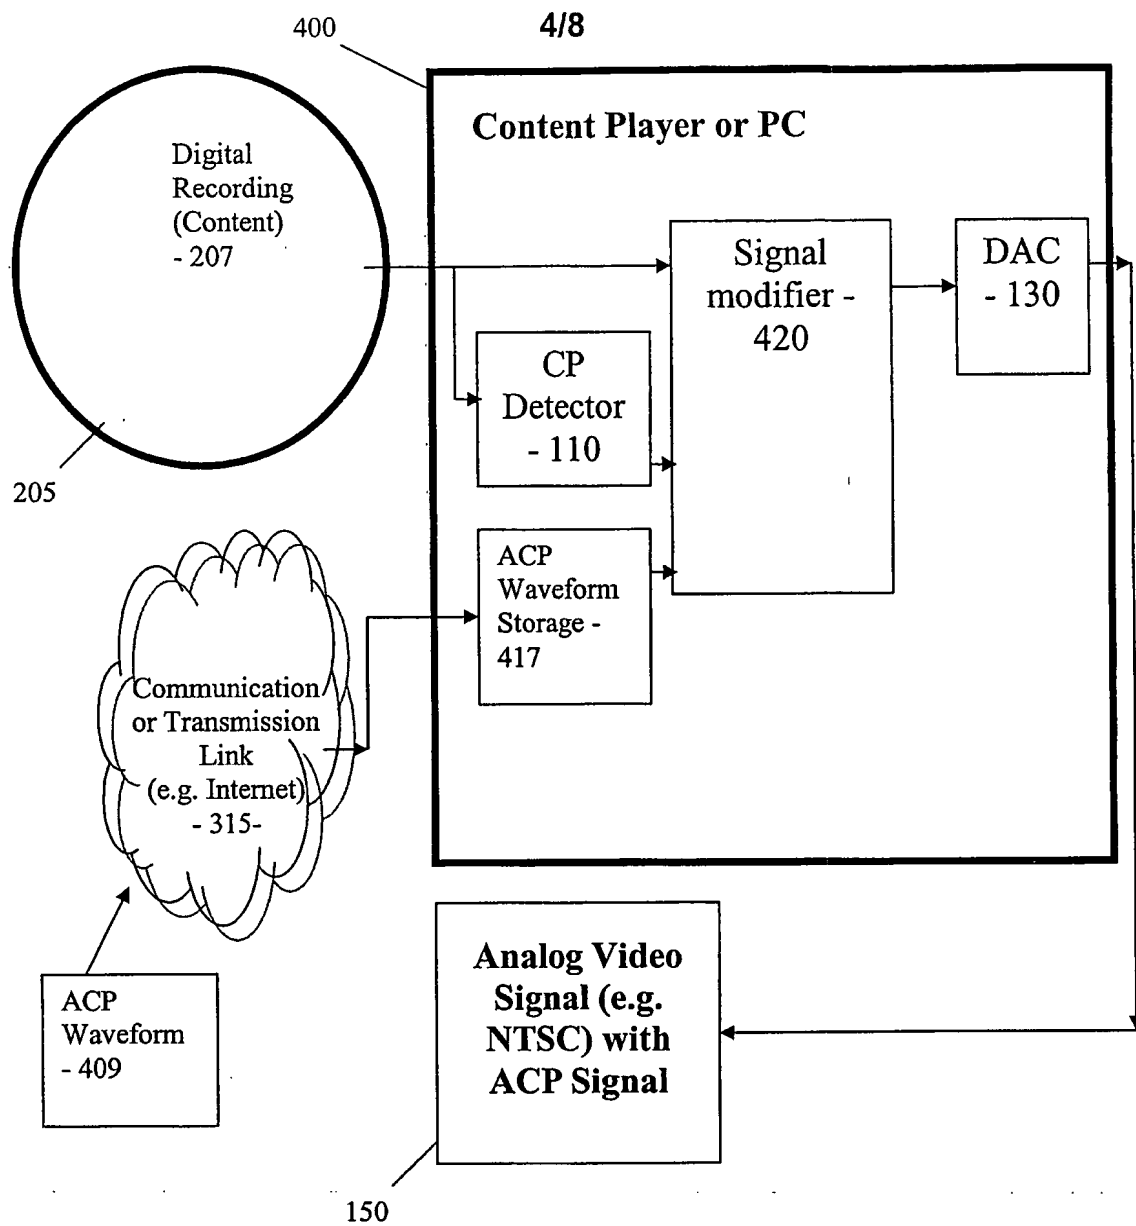 4/8
400
Content Player or PC
Digital
Recording
(Content)
- 207
Signal
modifier -
420
DAC
- 130
CP
Detector
- 110
205
ACP
Waveform
Storage -
417
Communication
or Transmission
Link
(e.g. Internet)
- 315-
ACP
Waveform
- 409
Analog Video
Signal (e.g.
NTSC) with
ACP Signal
150